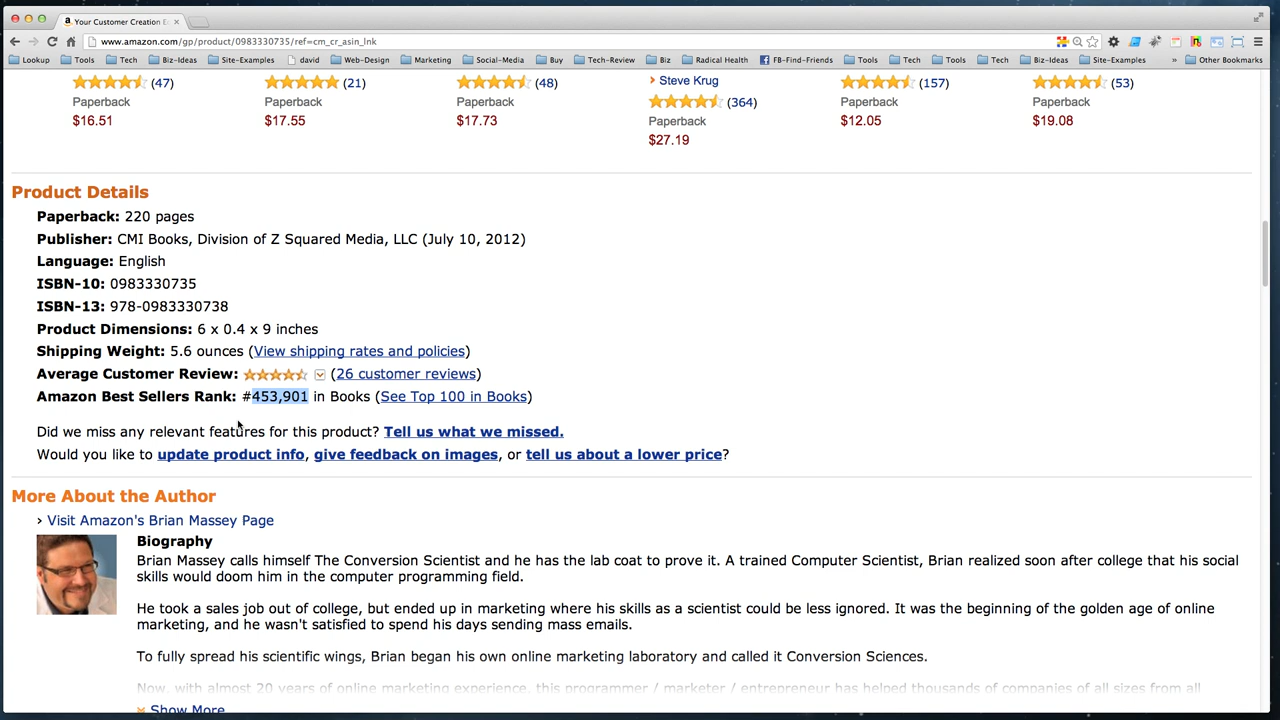 Your Customer Creation E
www.amazon.com/gp/product/0983330735/ref=cm_cr_asin_lnk
Lookup Tools Tech Biz-Ideas Site-Examples david Web-Design Marketing Social-Media Buy Tech-Review Biz Radical Health FB-Find-Friends Tools Tech Tools Tech Biz-Ideas Site-Examples » Other Bookmarks
› Steve Krug
(47) (21) (48) (364) (157) (53)
Paperback Paperback Paperback Paperback Paperback Paperback
$16.51 $17.55 $17.73 $27.19 $12.05 $19.08
Product Details
Paperback: 220 pages
Publisher: CMI Books, Division of Z Squared Media, LLC (July 10, 2012)
Language: English
ISBN-10: 0983330735
ISBN-13: 978-0983330738
Product Dimensions: 6 x 0.4 x 9 inches
Shipping Weight: 5.6 ounces (View shipping rates and policies)
Average Customer Review: (26 customer reviews)
Amazon Best Sellers Rank: #453,901 in Books (See Top 100 in Books)
Did we miss any relevant features for this product? Tell us what we missed.
Would you like to update product info, give feedback on images, or tell us about a lower price?
More About the Author
› Visit Amazon's Brian Massey Page
Biography
Brian Massey calls himself The Conversion Scientist and he has the lab coat to prove it. A trained Computer Scientist, Brian realized soon after college that his social
skills would doom him in the computer programming field.
He took a sales job out of college, but ended up in marketing where his skills as a scientist could be less ignored. It was the beginning of the golden age of online
marketing, and he wasn't satisfied to spend his days sending mass emails.
To fully spread his scientific wings, Brian began his own online marketing laboratory and called it Conversion Sciences.
Now, with almost 20 years of online marketing experience, this programmer / marketer / entrepreneur has helped thousands of companies of all sizes from all
Show More